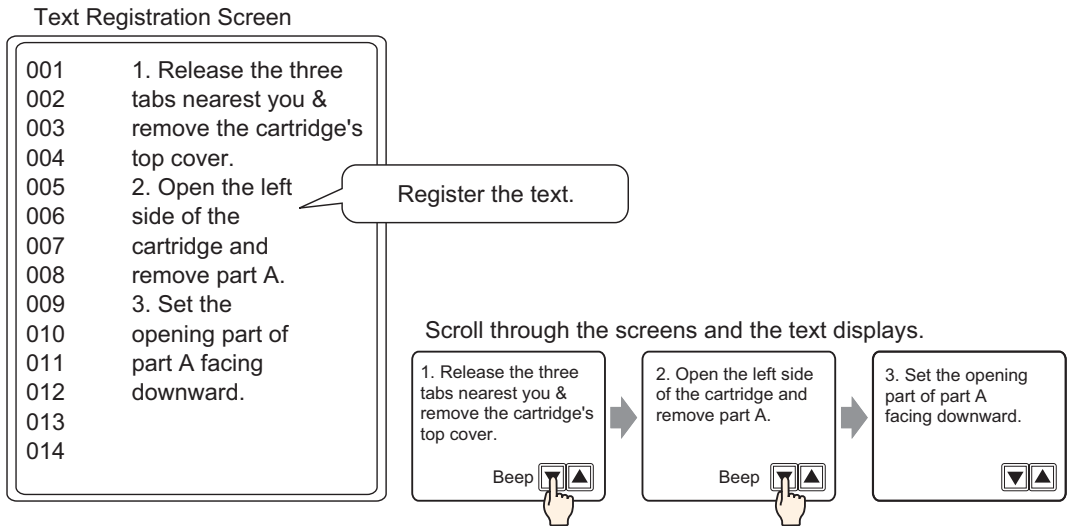 Text Registration Screen
001 1. Release the three
002 tabs nearest you &
003 remove the cartridge's
004 top cover.
005 2. Open the left
006 side of the
007 cartridge and
008 remove part A.
009 3. Set the
010 opening part of
011 part A facing
012 downward.
013
014
Register the text.
Scroll through the screens and the text displays.
1. Release the three
tabs nearest you &
remove the cartridge's
top cover.
Beep
2. Open the left side
of the cartridge and
remove part A.
Beep
3. Set the opening
part of part A
facing downward.